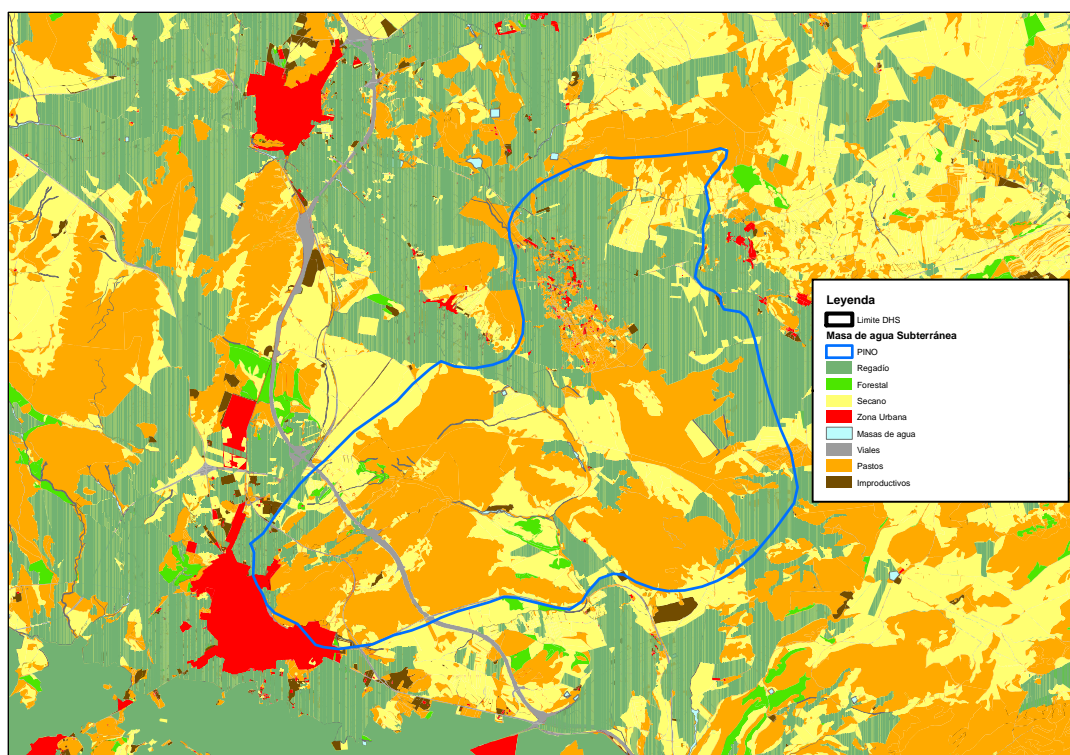 Leyenda
Limite DHS
Masa de agua Subterránea
PINO
Regadío
Forestal
Secano
Zona Urbana
Masas de agua
Viales
Pastos
Improductivos